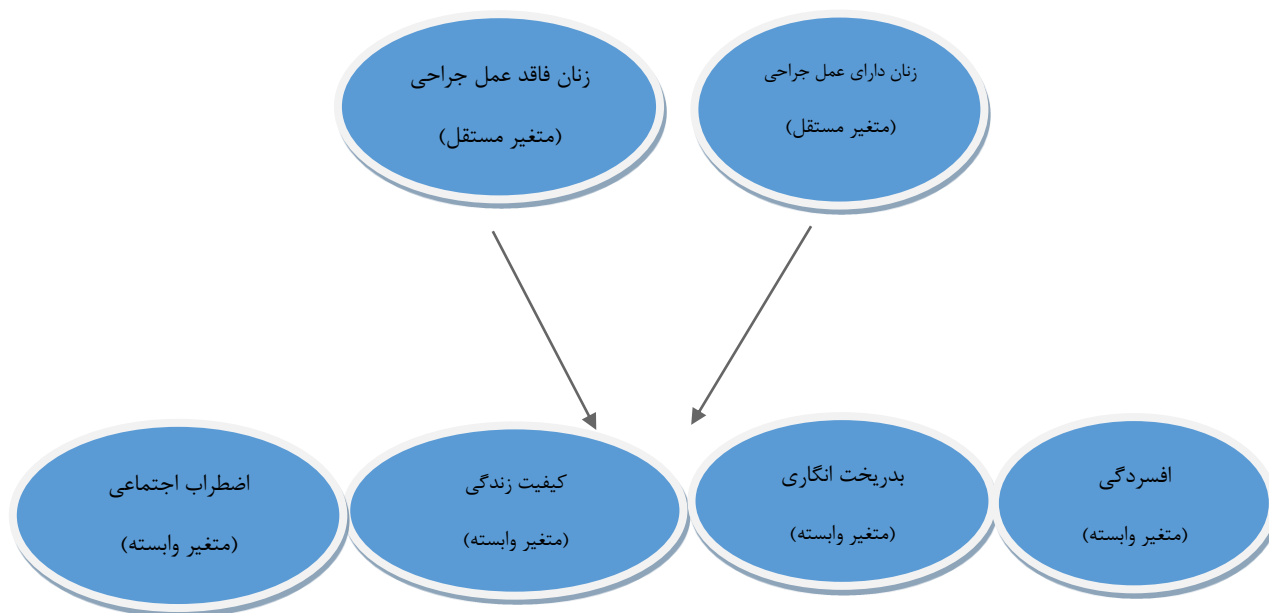 زنان دارای عمل جراحی
(متغیر مستقل)
زنان فاقد عمل جراحی
(متغیر مستقل)
افسردگی
(متغیر وابسته)
بدریخت انگاری
(متغیر وابسته)
کیفیت زندگی
(متغیر وابسته)
اضطراب اجتماعی
(متغیر وابسته)